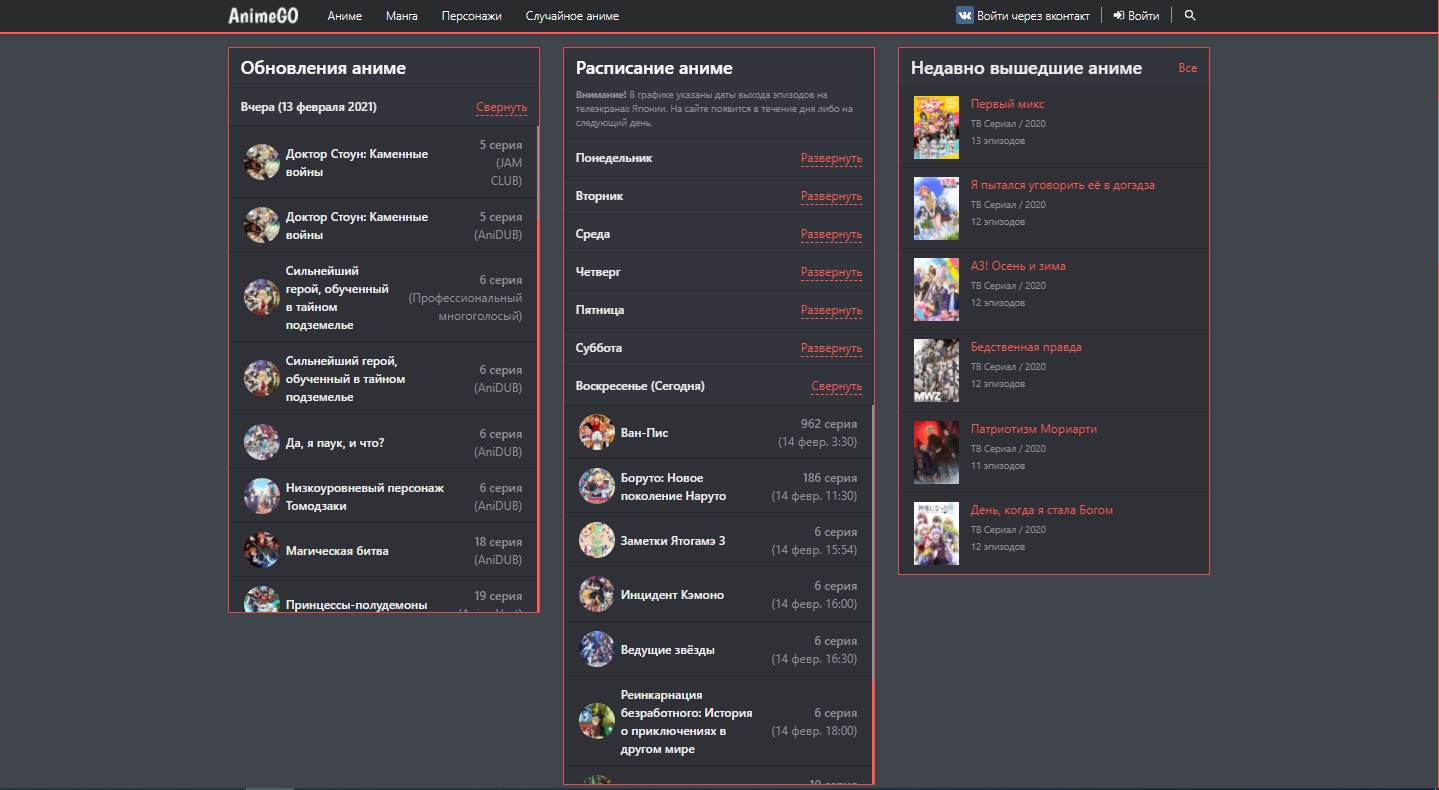 AnimeGO
Аниме
Манга
Персонажи
Случайное аниме
Войти через вконтакт
Войти
Обновления аниме
Вчера (13 февраля 2021)
Свернуть
Доктор Стоун: Каменные
войны
5 серия
(JAM
CLUB)
Доктор Стоун: Каменные
войны
5 серия
(AniDUB)
Сильнейший
герой, обученный
в тайном
подземелье
6 серия
(Профессиональный
многоголосый)
Сильнейший герой,
обученный в тайном
подземелье
6 серия
(AniDUB)
Да, я паук, и что?
6 серия
(AniDUB)
Низкоуровневый персонаж
Томодзаки
6 серия
(AniDUB)
Магическая битва
18 серия
(AniDUB)
Принцессы-полудемоны
19 серия
Расписание аниме
Внимание! В графике указаны даты выхода эпизодов на
телеэкранах Японии. На сайте появится в течение дня либо на
следующий день.
Понедельник
Развернуть
Вторник
Развернуть
Среда
Развернуть
Четверг
Развернуть
Пятница
Развернуть
Суббота
Развернуть
Воскресенье (Сегодня)
Свернуть
Ван-Пис
962 серия
(14 февр. 3:30)
Боруто: Новое
поколение Наруто
186 серия
(14 февр. 11:30)
Заметки Ятогамэ 3
6 серия
(14 февр. 15:54)
Инцидент Кэмоно
6 серия
(14 февр. 16:00)
Ведущие звёзды
6 серия
(14 февр. 16:30)
Реинкарнация
безработного: История
о приключениях в
другом мире
6 серия
(14 февр. 18:00)
Недавно вышедшие аниме
Все
Первый микс
ТВ Сериал / 2020
13 эпизодов
Я пытался уговорить её в догэдза
ТВ Сериал / 2020
12 эпизодов
A3! Осень и зима
ТВ Сериал / 2020
12 эпизодов
MWZ
Бедственная правда
ТВ Сериал / 2020
12 эпизодов
Патриотизм Мориарти
ТВ Сериал / 2020
11 эпизодов
День, когда я стала Богом
ТВ Сериал / 2020
12 эпизодов